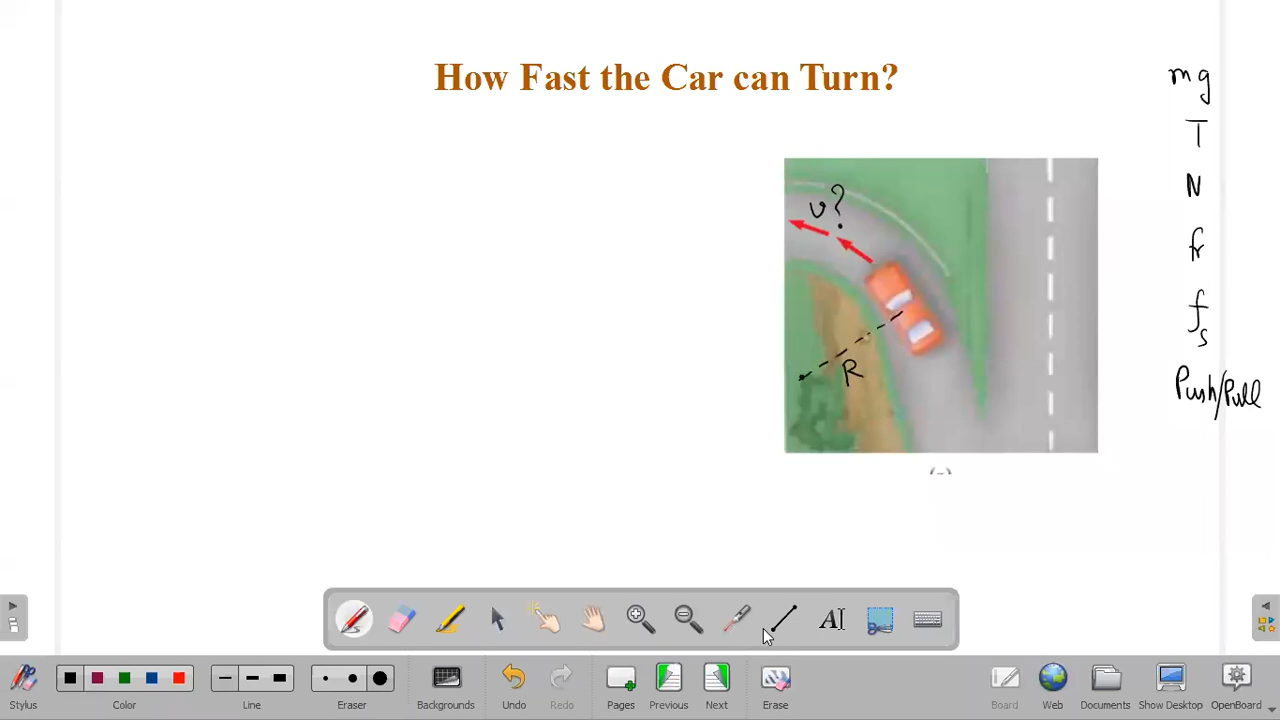 How Fast the Car can Turn?
mg
T
N
fr
fs
Push/Pull
v?
R
A
Stylus
Color
Line
Eraser
Backgrounds
Undo
Redo
Pages
Previous
Next
Erase
Board
Web
Documents
Show Desktop
OpenBoard